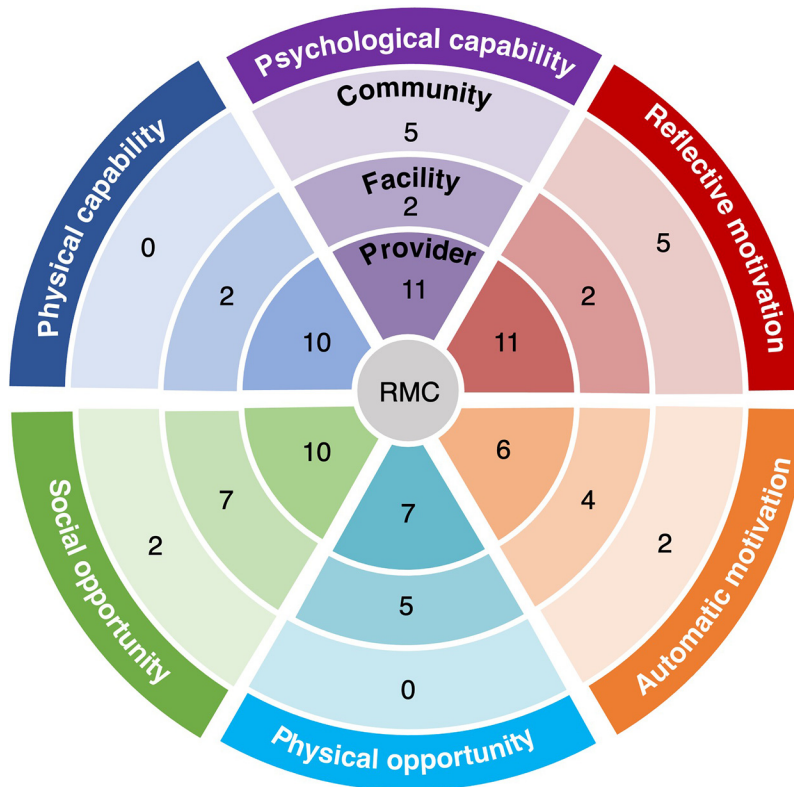 Psychological capability
Community
5
Facility
2
Provider
11
Reflective motivation
5
2
11
Physical capability
0
2
10
RMC
Social opportunity
2
7
10
Physical opportunity
7
5
0
Automatic motivation
6
4
2